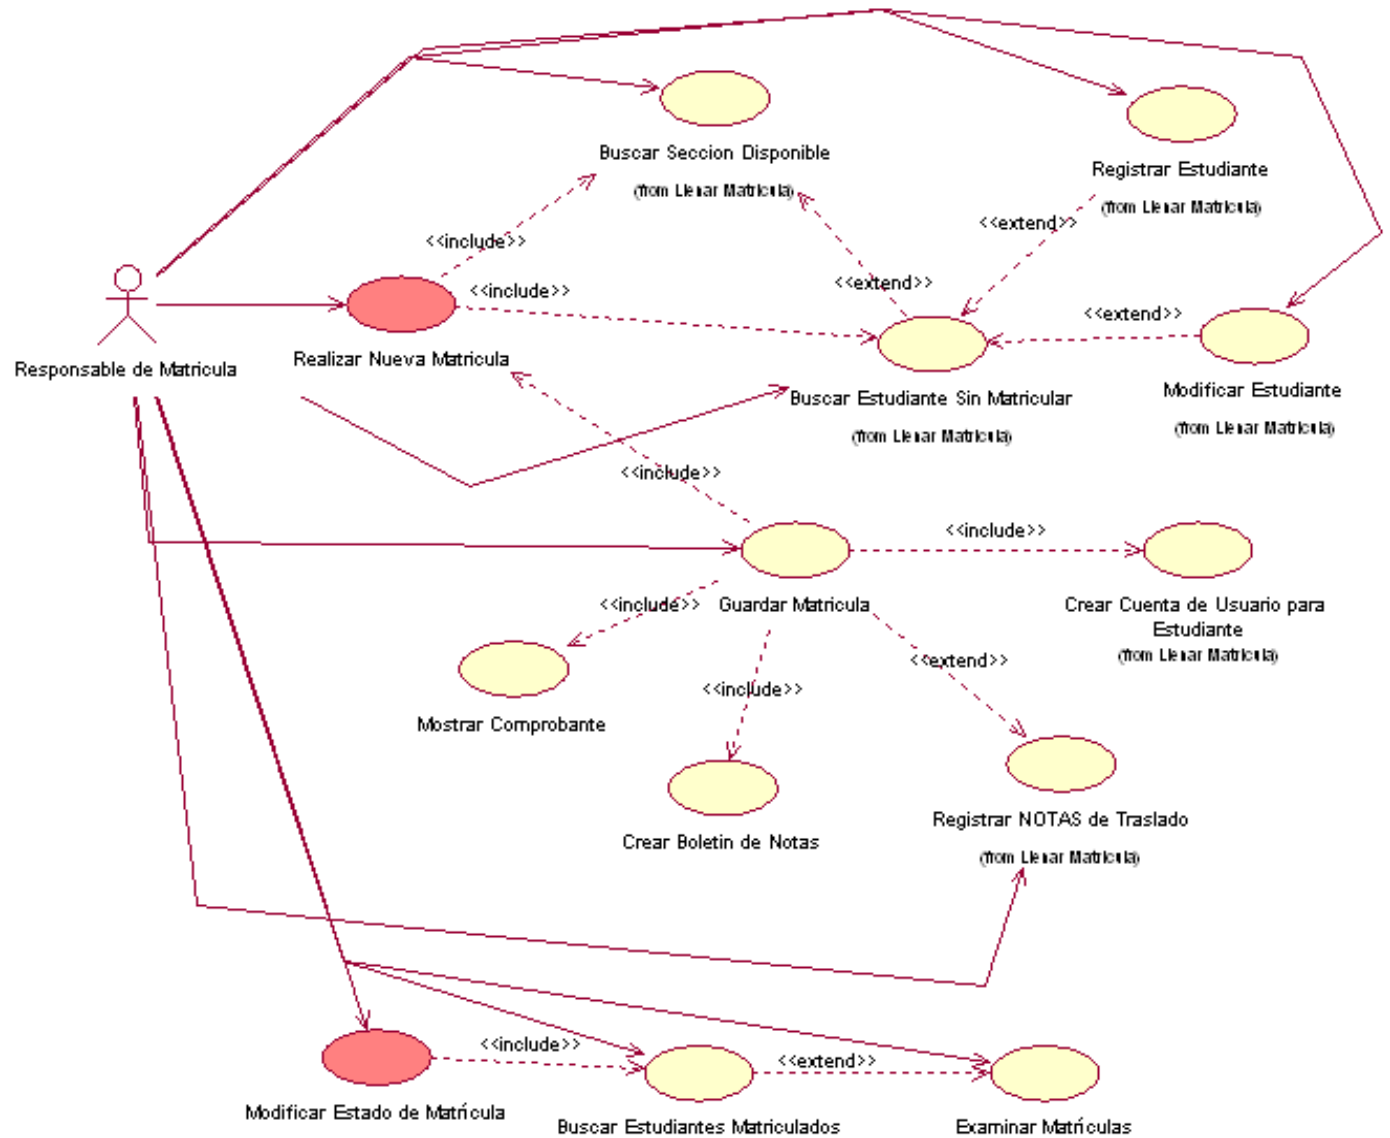 Buscar Seccion Disponible
(from Llenar Matricula)
Registrar Estudiante
(from Llenar Matricula)
<<include>>
<<extend>>
<<include>>
<<extend>>
<<extend>>
Responsable de Matricula
Realizar Nueva Matricula
Buscar Estudiante Sin Matricular
(from Llenar Matricula)
Modificar Estudiante
(from Llenar Matricula)
<<include>>
<<include>>
<<include>>
Guardar Matricula
Crear Cuenta de Usuario para
Estudiante
(from Llenar Matricula)
<<extend>>
<<include>>
Mostrar Comprobante
Crear Boletin de Notas
Registrar NOTAS de Traslado
(from Llenar Matricula)
<<include>>
<<extend>>
Modificar Estado de Matrícula
Buscar Estudiantes Matriculados
Examinar Matrículas